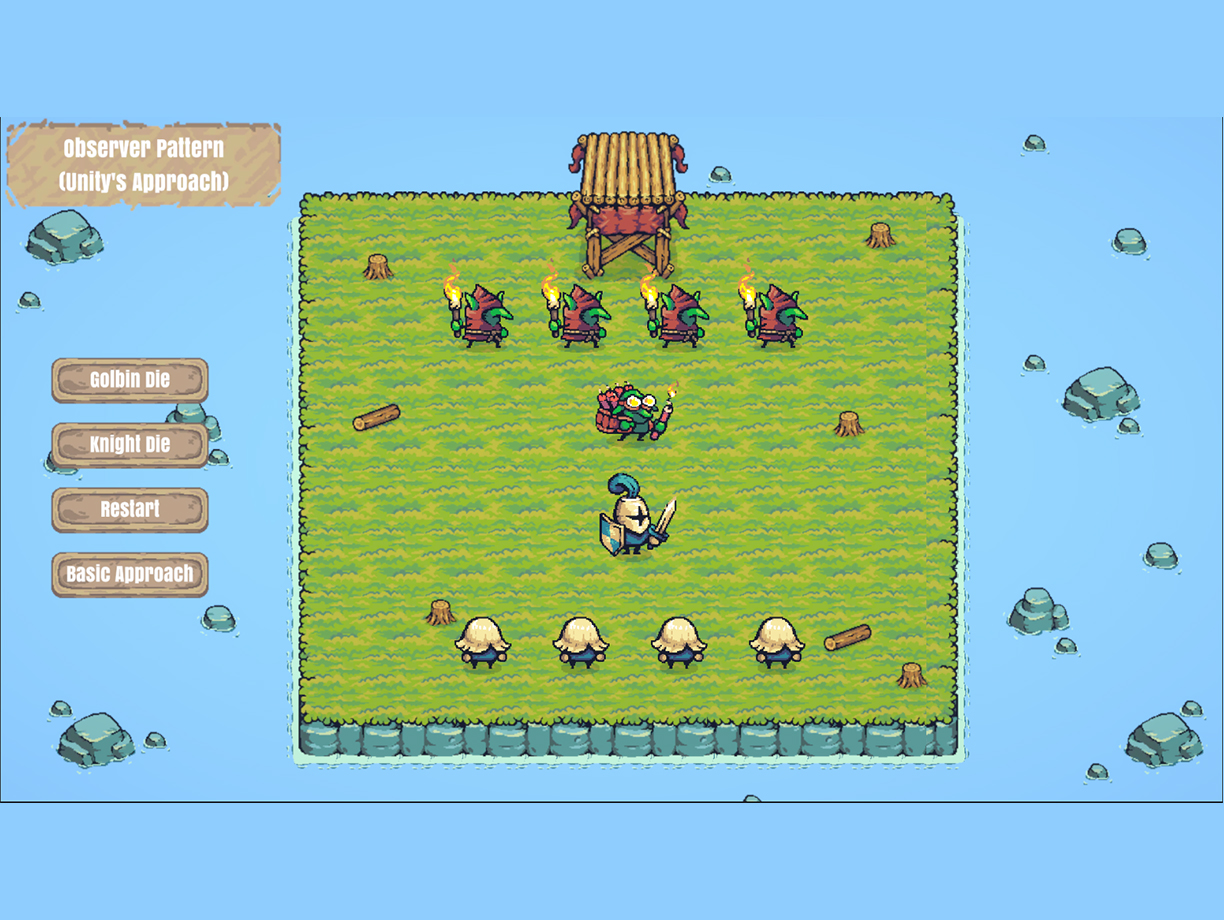 Observer Pattern
(Unity's Approach)
Golbin Die
Knight Die
Restart
Basic Approach